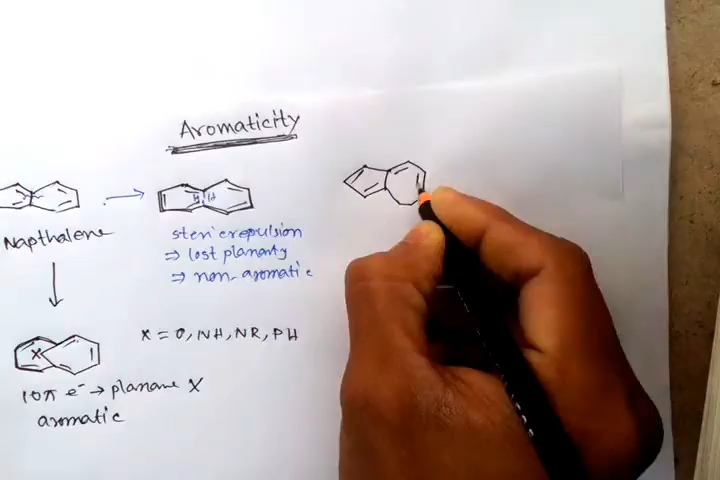 Aromaticity
H H
Napthalene
steric repulsion
⇒ lost planarity
⇒ non-aromatic
X = O, NH, NR, PH
X
10π e⁻ → planar X
aromatic